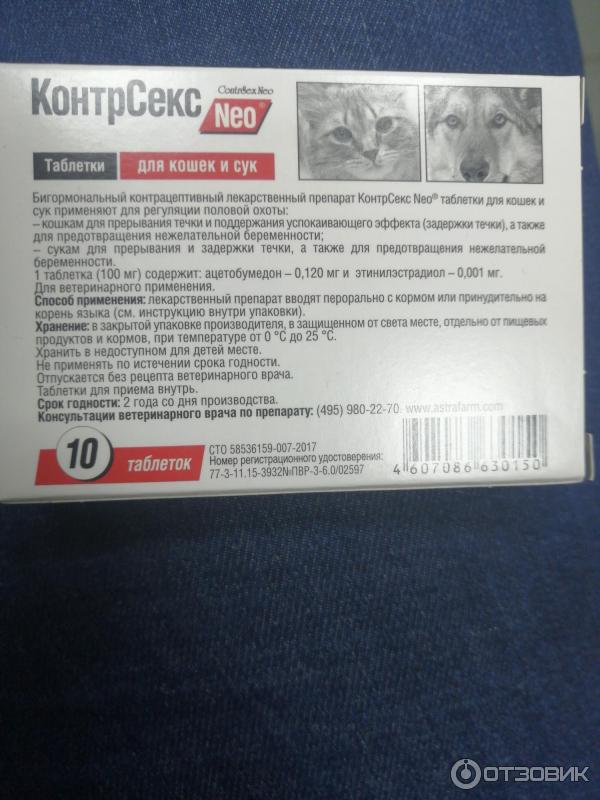 КонтрСекс
ContrSex Neo
Neo®
Таблетки для кошек и сук
Бигормональный контрацептивный лекарственный препарат КонтрСекс Neo® таблетки для кошек и
сук применяют для регуляции половой охоты:
– кошкам для прерывания течки и поддержания успокаивающего эффекта (задержки течки), а также
для предотвращения нежелательной беременности;
– сукам для прерывания и задержки течки, а также для предотвращения нежелательной
беременности.
1 таблетка (100 мг) содержит: ацетобумедон – 0,120 мг и этинилэстрадиол – 0,001 мг.
Для ветеринарного применения.
Способ применения: лекарственный препарат вводят перорально с кормом или принудительно на
корень языка (см. инструкцию внутри упаковки).
Хранение: в закрытой упаковке производителя, в защищенном от света месте, отдельно от пищевых
продуктов и кормов, при температуре от 0 °С до 25 °С.
Хранить в недоступном для детей месте.
Не применять по истечении срока годности.
Отпускается без рецепта ветеринарного врача.
Таблетки для приема внутрь.
Срок годности: 2 года со дня производства.
Консультации ветеринарного врача по препарату: (495) 980-22-70. www.astrafarm.com
10 таблеток
СТО 58536159-007-2017
Номер регистрационного удостоверения:
77-3-11.15-3932№ПВР-3-6.0/02597
4 607086 630150
ОТЗОВИК